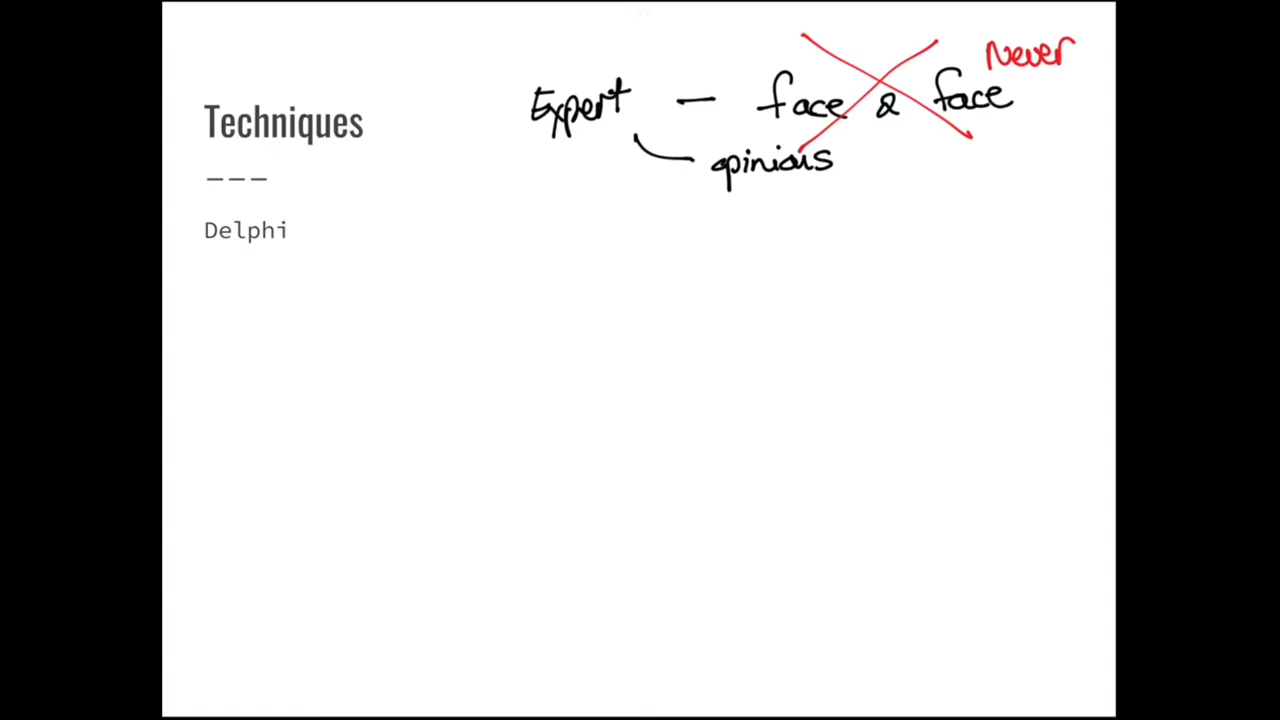 Never
Expert — face & face
opinions
Techniques
---
Delphi